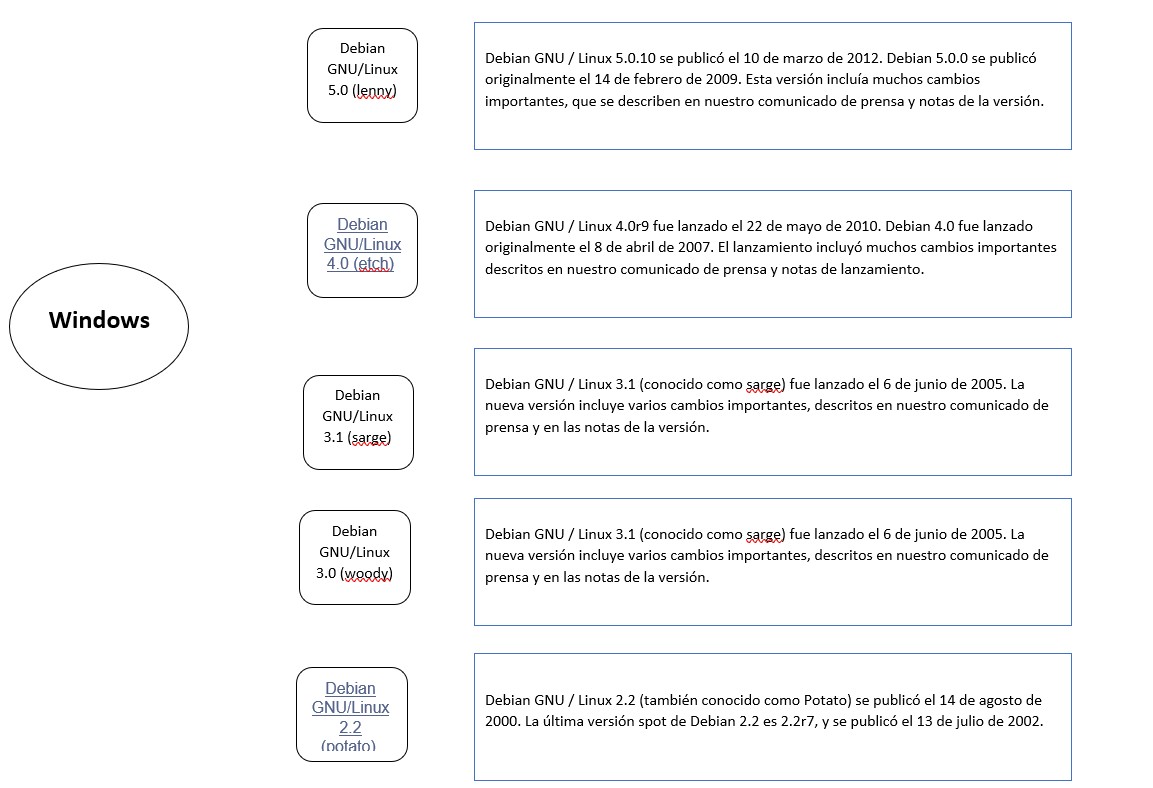 Debian
GNU/Linux
5.0 (lenny)
Debian GNU / Linux 5.0.10 se publicó el 10 de marzo de 2012. Debian 5.0.0 se publicó
originalmente el 14 de febrero de 2009. Esta versión incluía muchos cambios
importantes, que se describen en nuestro comunicado de prensa y notas de la versión.
Debian
GNU/Linux
4.0 (etch)
Debian GNU / Linux 4.0r9 fue lanzado el 22 de mayo de 2010. Debian 4.0 fue lanzado
originalmente el 8 de abril de 2007. El lanzamiento incluyó muchos cambios importantes
descritos en nuestro comunicado de prensa y notas de lanzamiento.
Windows
Debian
GNU/Linux
3.1 (sarge)
Debian GNU / Linux 3.1 (conocido como sarge) fue lanzado el 6 de junio de 2005. La
nueva versión incluye varios cambios importantes, descritos en nuestro comunicado de
prensa y en las notas de la versión.
Debian
GNU/Linux
3.0 (woody)
Debian GNU / Linux 3.1 (conocido como sarge) fue lanzado el 6 de junio de 2005. La
nueva versión incluye varios cambios importantes, descritos en nuestro comunicado de
prensa y en las notas de la versión.
Debian
GNU/Linux
2.2
(potato)
Debian GNU / Linux 2.2 (también conocido como Potato) se publicó el 14 de agosto de
2000. La última versión spot de Debian 2.2 es 2.2r7, y se publicó el 13 de julio de 2002.